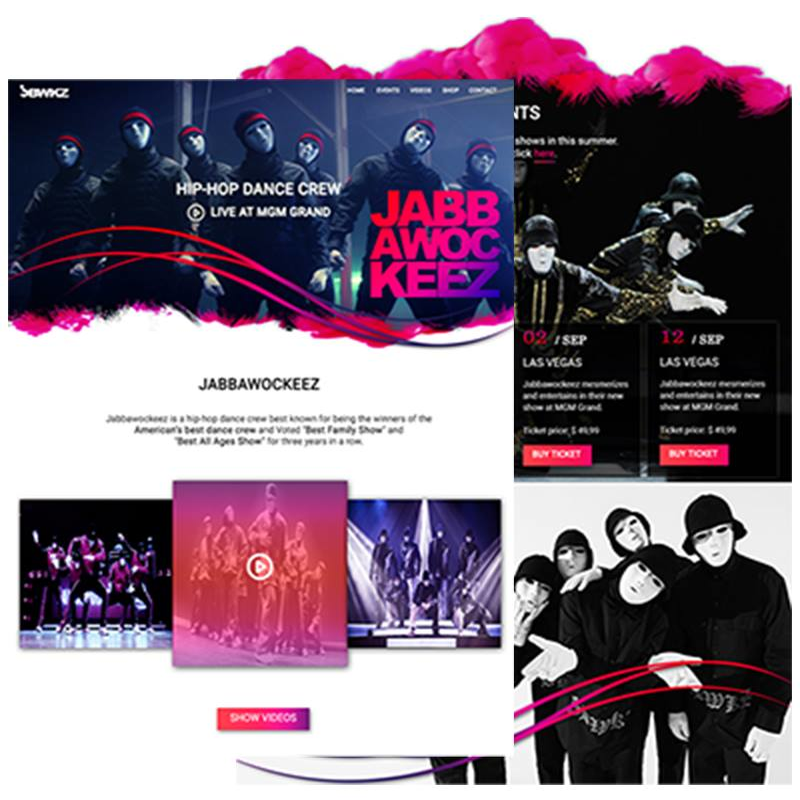 JBWKZ
HOME EVENTS VIDEOS SHOP CONTACT
HIP-HOP DANCE CREW
LIVE AT MGM GRAND
JABB
AWOC
KEEZ
JABBAWOCKEEZ
Jabbawockeez is a hip-hop dance crew best known for being the winners of the
American's best dance crew and Voted "Best Family Show" and
"Best All Ages Show" for three years in a row.
SHOW VIDEOS
NTS
shows in this summer.
lick here.
02 / SEP
LAS VEGAS
Jabbawockeez mesmerizes
and entertains in their new
show at MGM Grand.
Ticket price: $ 49,99
BUY TICKET
12 / SEP
LAS VEGAS
Jabbawockeez mesmerizes
and entertains in their new
show at MGM Grand.
Ticket price: $ 49,99
BUY TICKET